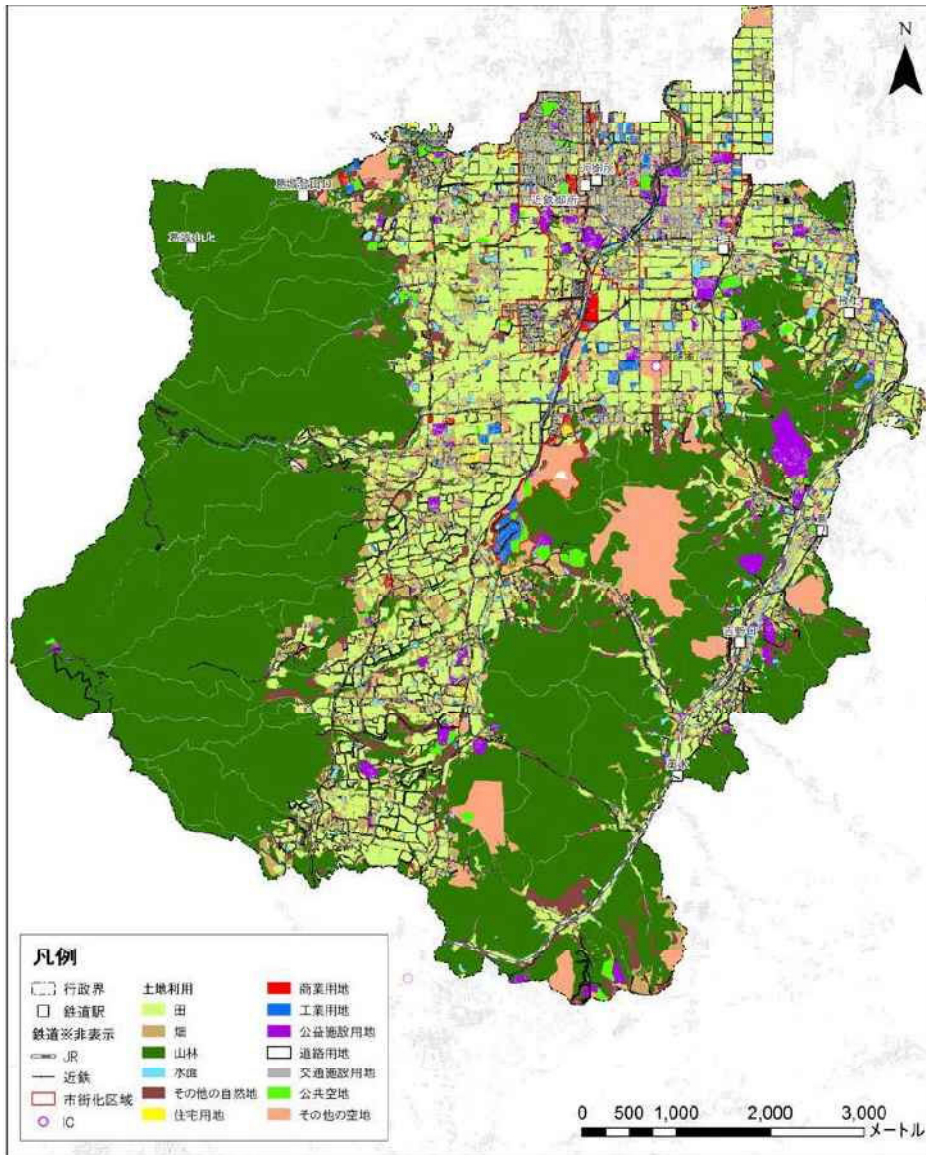 N
近鉄御所
凡例
行政界
鉄道駅
鉄道※非表示
JR
近鉄
市街化区域
IC
土地利用
田
畑
山林
水面
その他の自然地
住宅用地
商業用地
工業用地
公益施設用地
道路用地
交通施設用地
公共空地
その他の空地
0 500 1,000 2,000 3,000
メートル